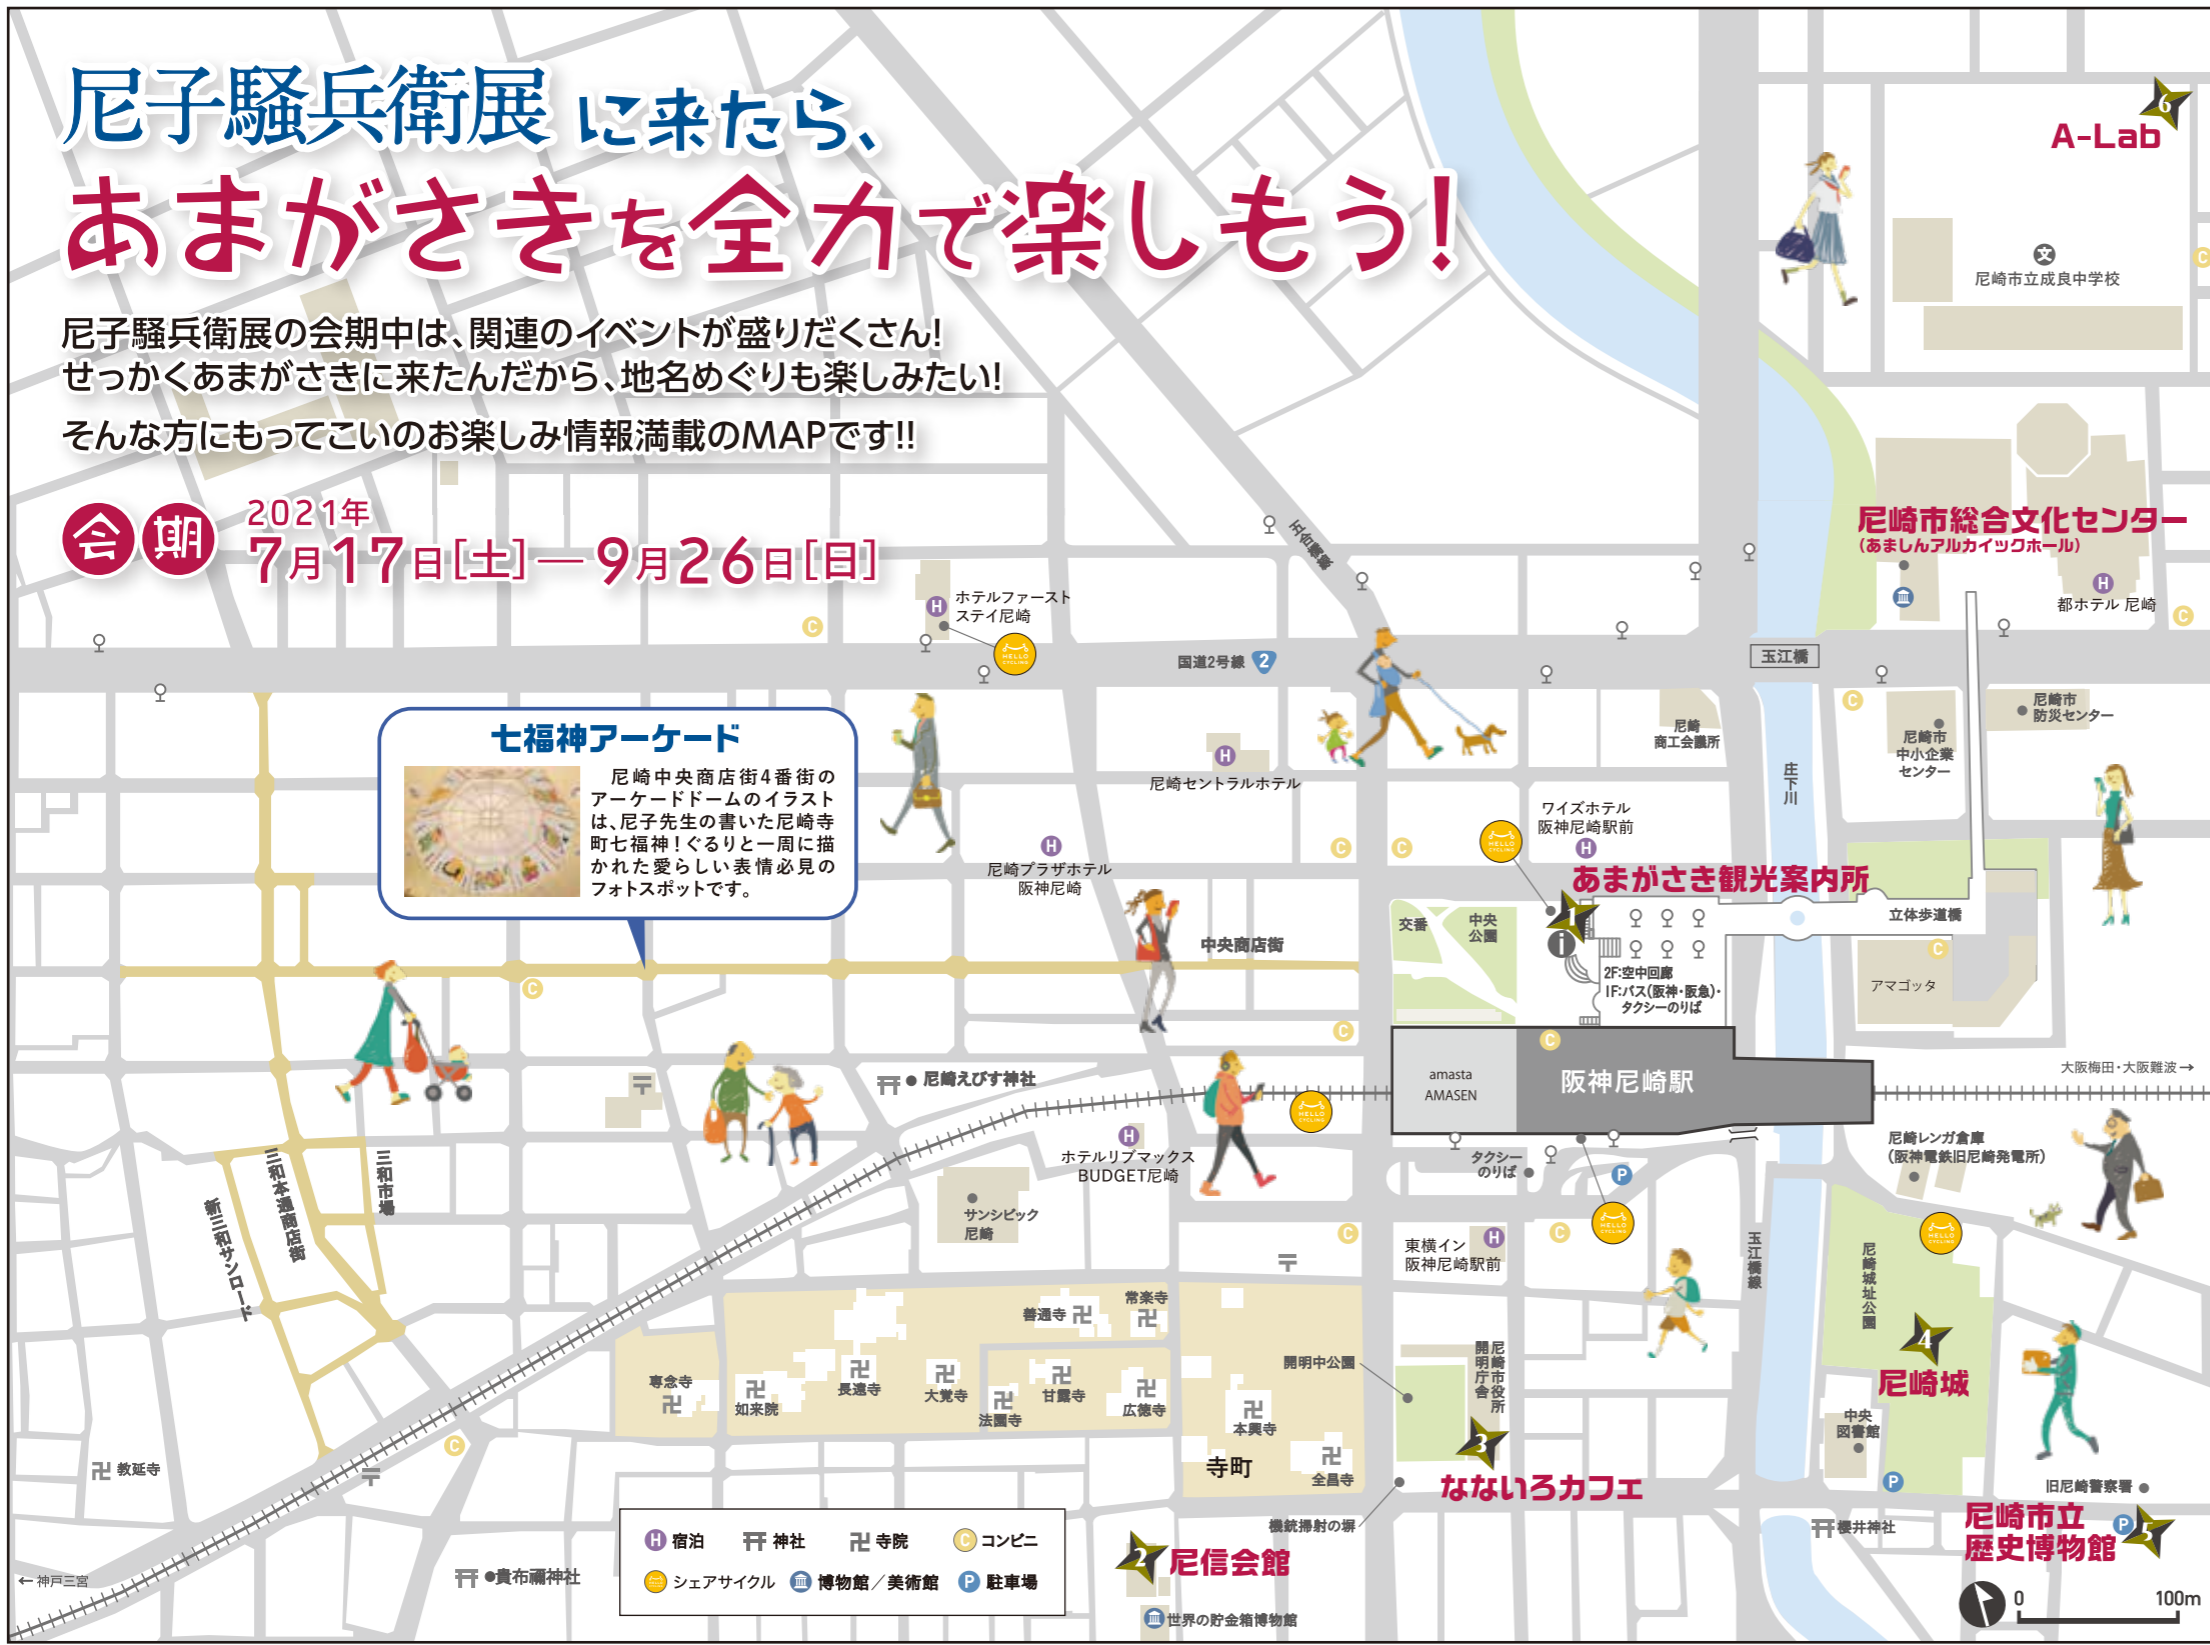 尼子騒兵衛展に来たら、
あまがさきを全力で楽しもう!
尼子騒兵衛展の会期中は、関連のイベントが盛りだくさん!
せっかくあまがさきに来たんだから、地名めぐりも楽しみたい!
そんな方にもってこいのお楽しみ情報満載のMAPです!!
会期
2021年
7月17日[土]―9月26日[日]
6
A-Lab
文
尼崎市立成良中学校
C
五合橋線
尼崎市総合文化センター
(あましんアルカイックホール)
H
都ホテル 尼崎
C
H
ホテルファースト
ステイ尼崎
HELLO
CYCLING
C
国道2号線 2
玉江橋
C
尼崎市
防災センター
尼崎市
中小企業
センター
尼崎
商工会議所
庄下川
七福神アーケード
尼崎中央商店街4番街の
アーケードドームのイラスト
は、尼子先生の書いた尼崎寺
町七福神!ぐるりと一周に描
かれた愛らしい表情必見の
フォトスポットです。
H
尼崎セントラルホテル
H
尼崎プラザホテル
阪神尼崎
C
C
HELLO
CYCLING
ワイズホテル
阪神尼崎駅前
H
あまがさき観光案内所
1
i
交番
中央
公園
立体歩道橋
2F:空中回廊
1F:バス(阪神・阪急)・
タクシーのりば
C
アマゴッタ
中央商店街
C
C
C
amasta
AMASEN
阪神尼崎駅
大阪梅田・大阪難波→
尼崎えびす神社
HELLO
CYCLING
H
ホテルリブマックス
BUDGET尼崎
タクシー
のりば
P
HELLO
CYCLING
尼崎レンガ倉庫
(阪神電鉄旧尼崎発電所)
HELLO
CYCLING
三和本通商店街
三和市場
新三和サンロード
サンシビック
尼崎
C
東横イン
阪神尼崎駅前
H
C
玉江橋線
尼崎城址公園
4
尼崎城
善通寺
常楽寺
専念寺
如来院
長遠寺
大覚寺
法園寺
甘露寺
広徳寺
本興寺
全昌寺
寺町
開明中公園
尼崎市役所
開明庁舎
3
なないろカフェ
機銃掃射の塀
中央
図書館
P
旧尼崎警察署
櫻井神社
尼崎市立
歴史博物館
P
5
教延寺
C
貴布禰神社
←神戸三宮
H 宿泊
神社
寺院
C コンビニ
シェアサイクル
博物館／美術館
P 駐車場
2
尼信会館
世界の貯金箱博物館
0 100m